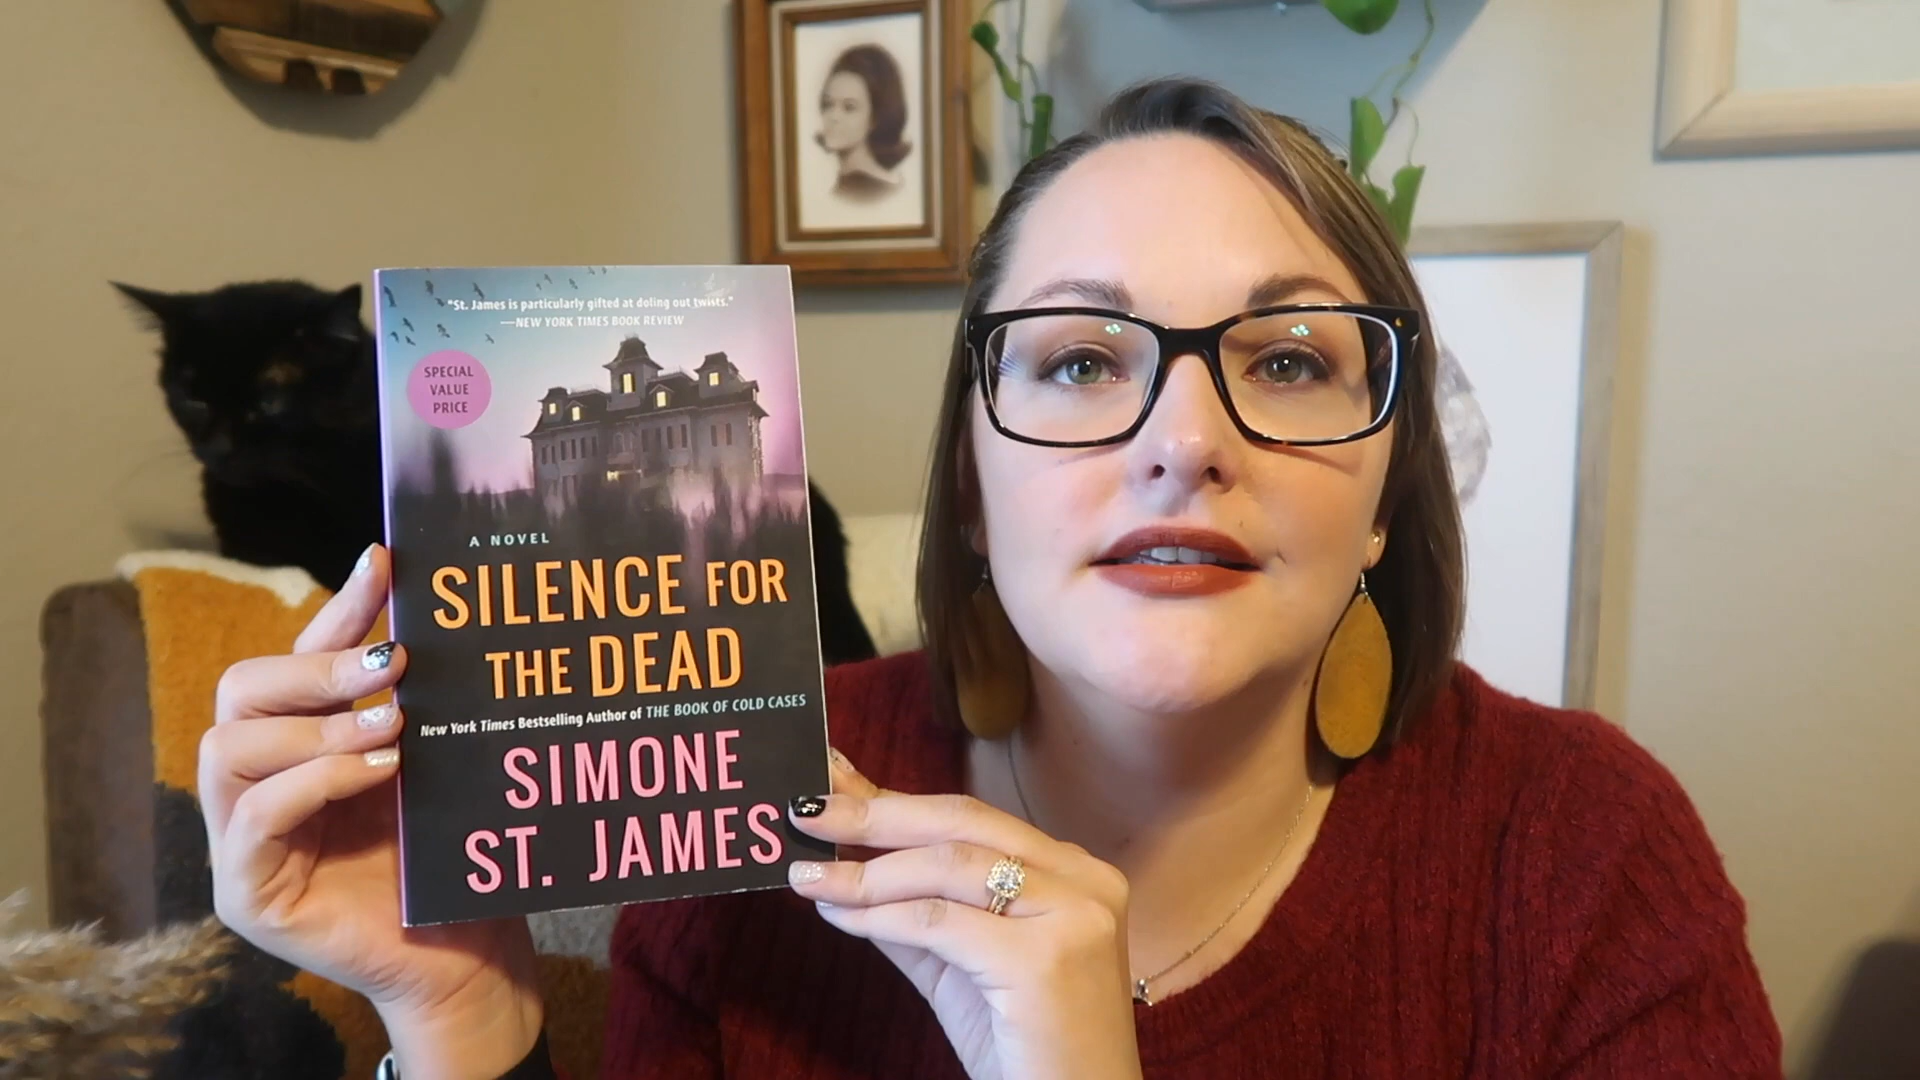 "St. James is particularly gifted at doling out twists."
—NEW YORK TIMES BOOK REVIEW
SPECIAL
VALUE
PRICE
A NOVEL
SILENCE FOR
THE DEAD
New York Times Bestselling Author of THE BOOK OF COLD CASES
SIMONE
ST. JAMES